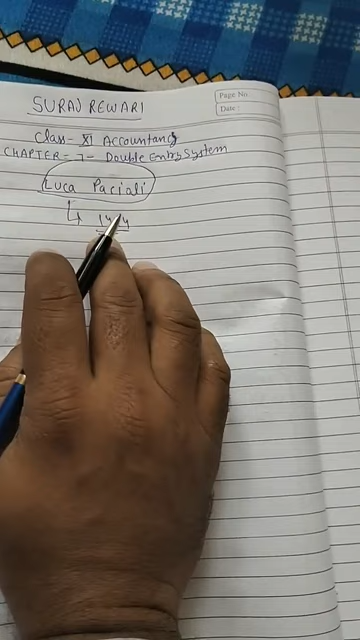 Page No.
Date :
SURAJ REWARI
Class - XI Accountancy
CHAPTER - 7 - Double Entry System
Luca Pacioli